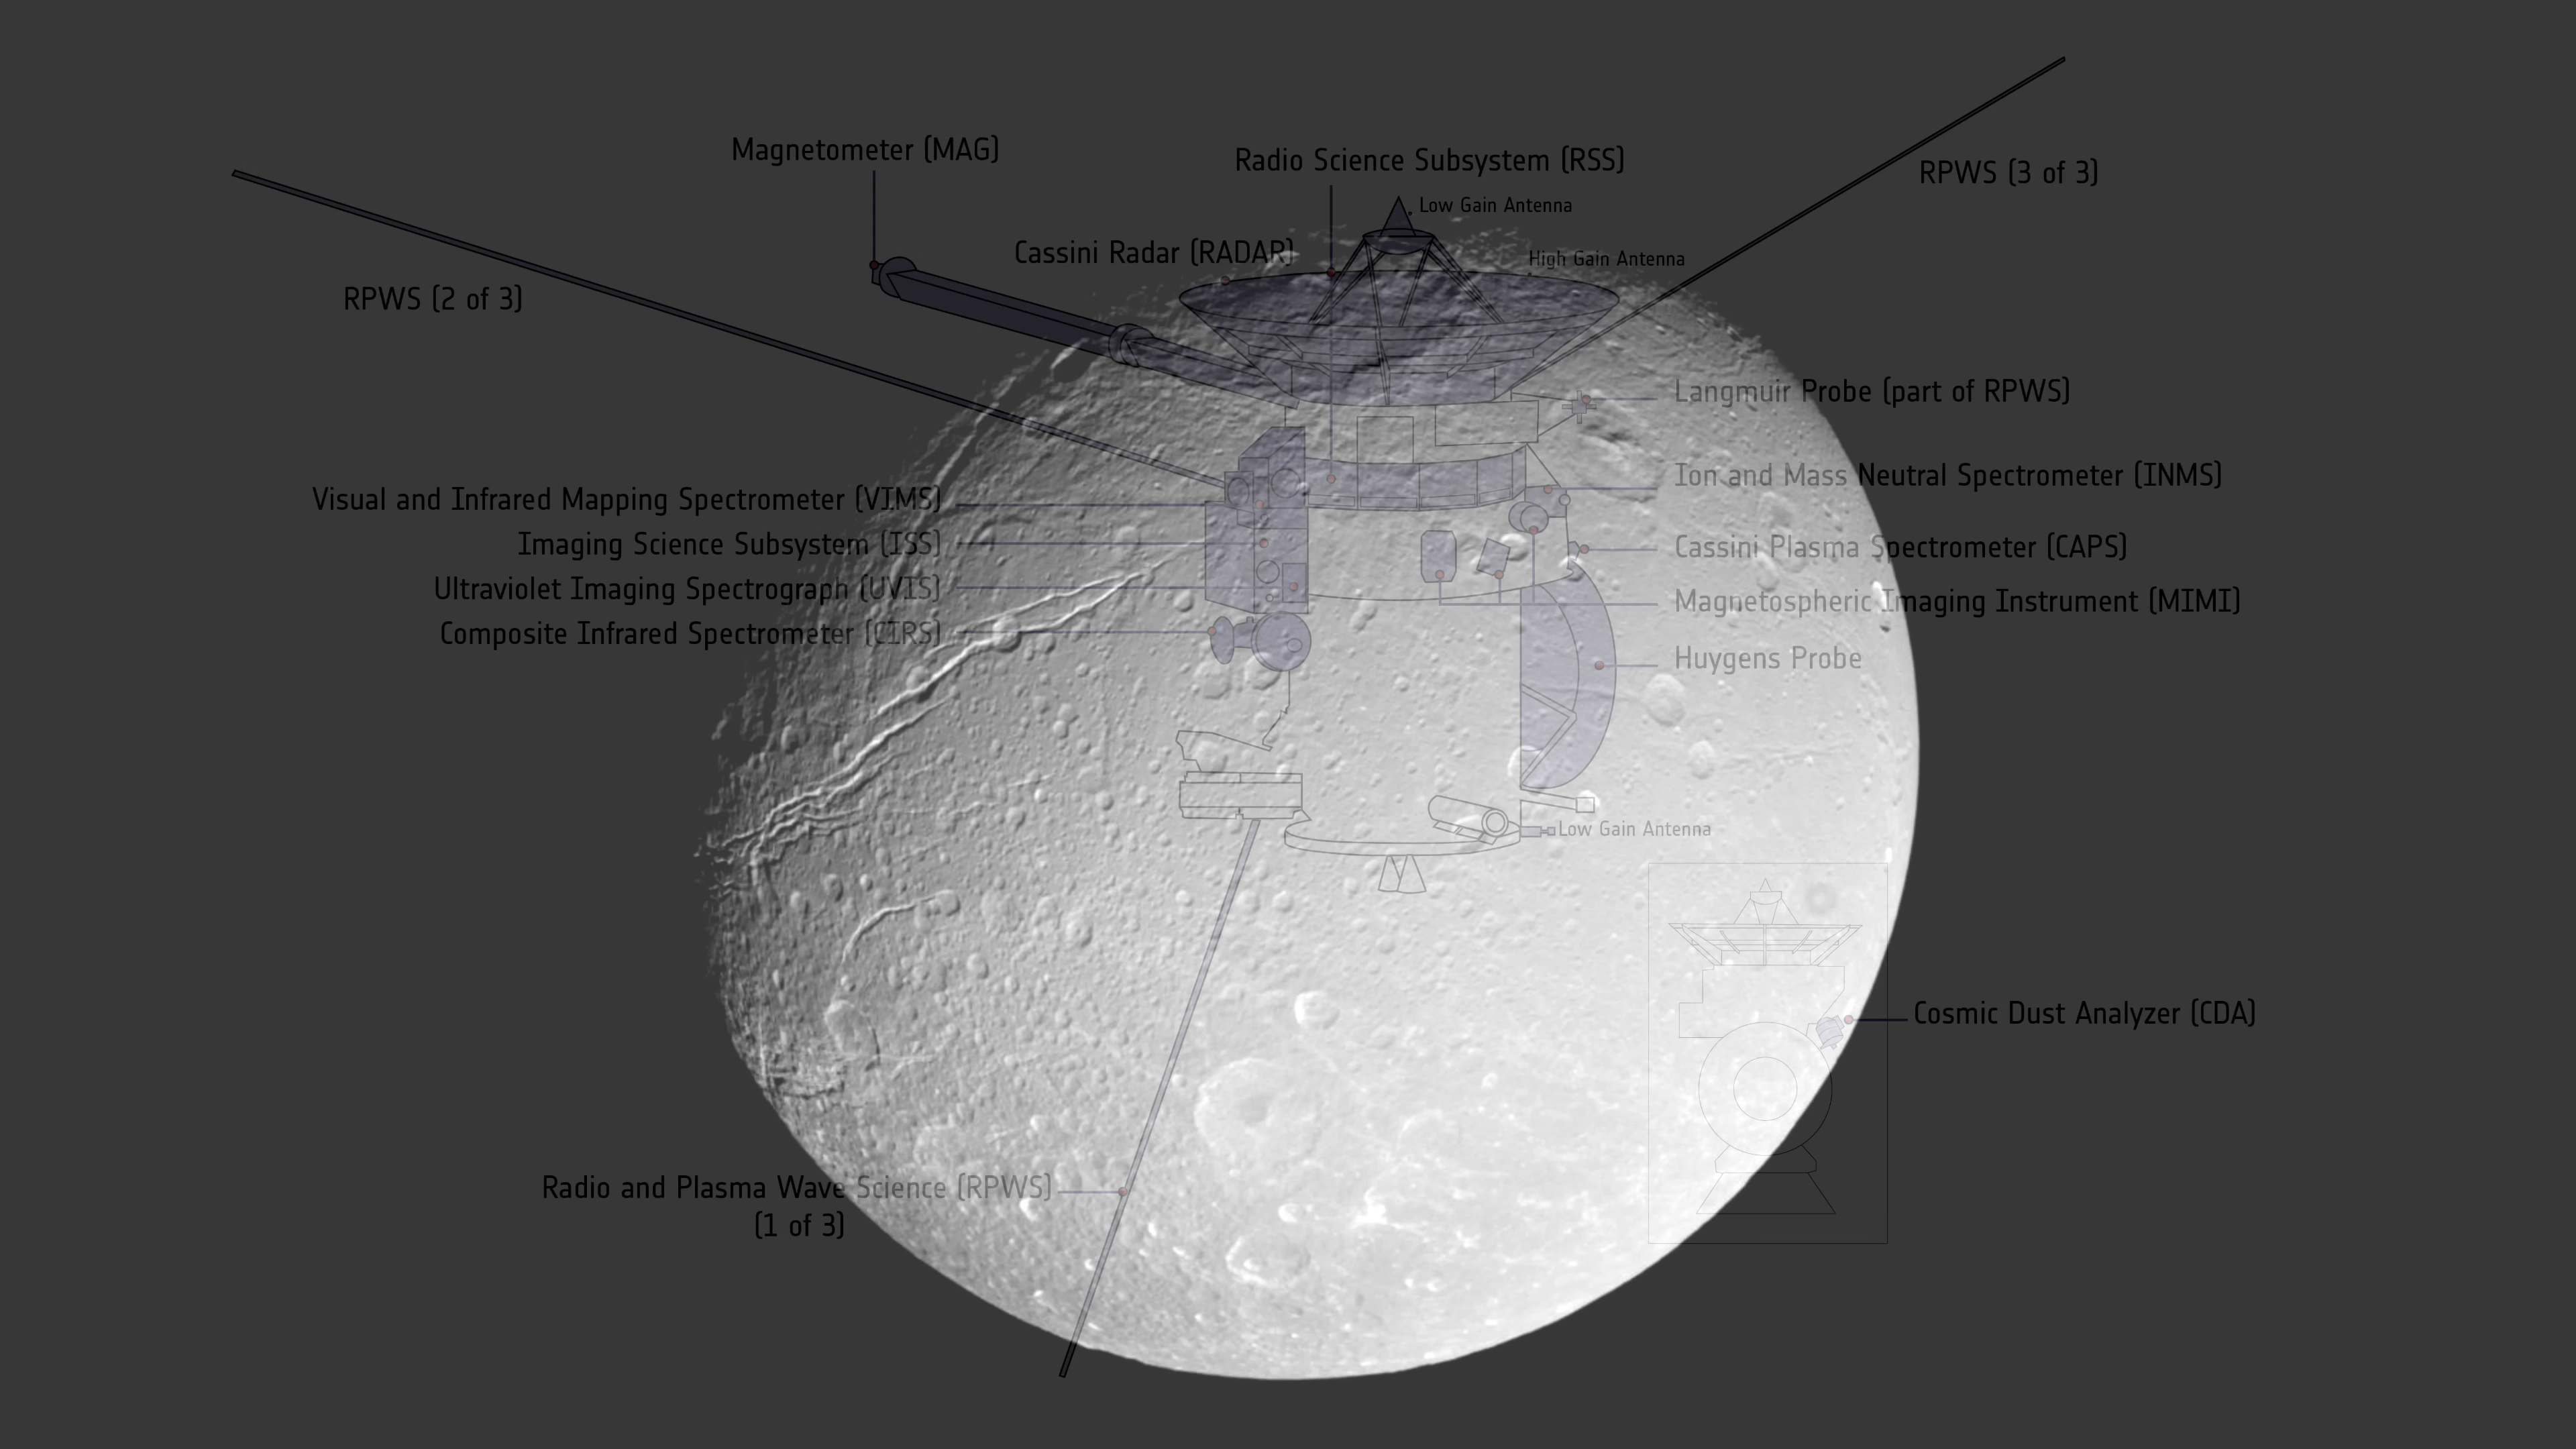 Magnetometer (MAG)
Radio Science Subsystem (RSS)
RPWS (3 of 3)
Low Gain Antenna
Cassini Radar (RADAR)
High Gain Antenna
RPWS (2 of 3)
Langmuir Probe (part of RPWS)
Ion and Mass Neutral Spectrometer (INMS)
Visual and Infrared Mapping Spectrometer (VIMS)
Imaging Science Subsystem (ISS)
Cassini Plasma Spectrometer (CAPS)
Ultraviolet Imaging Spectrograph (UVIS)
Magnetospheric Imaging Instrument (MIMI)
Composite Infrared Spectrometer (CIRS)
Huygens Probe
Low Gain Antenna
Cosmic Dust Analyzer (CDA)
Radio and Plasma Wave Science (RPWS)
(1 of 3)